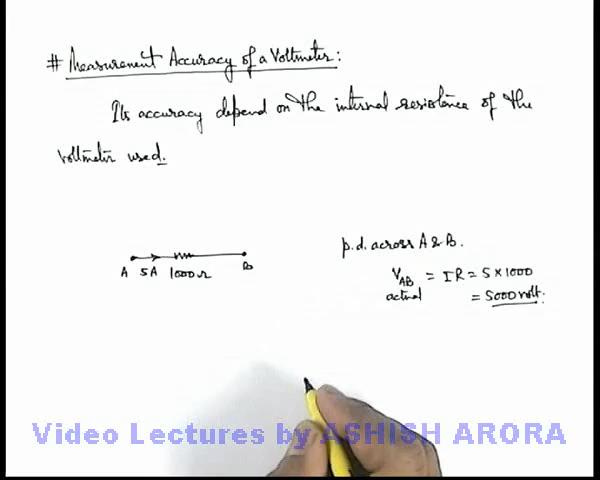 # Measurement Accuracy of a Voltmeter:
Its accuracy depend on the internal resistance of the
Voltmeter used.
p.d. across A & B.
A 5A 1000Ω B
V_AB = IR = 5 × 1000
actual = 5000 volt.
Video Lectures by ASHISH ARORA